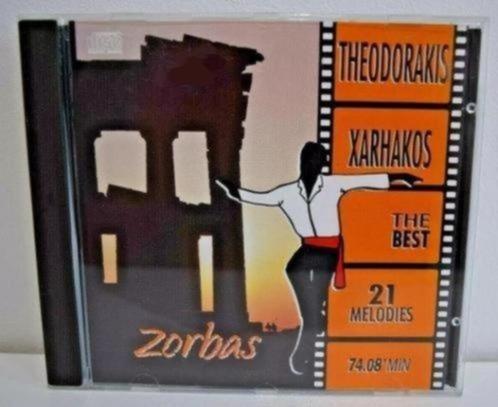 THEODORAKIS
XARHAKOS
THE
BEST
21
MELODIES
74.08'MIN
zorbas